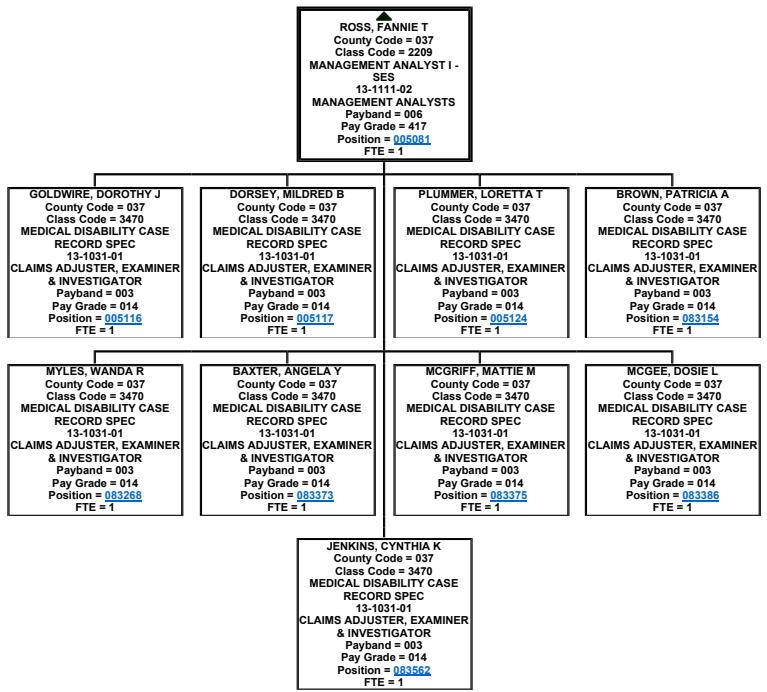 ROSS, FANNIE T
County Code = 037
Class Code = 2209
MANAGEMENT ANALYST I -
SES
13-1111-02
MANAGEMENT ANALYSTS
Payband = 006
Pay Grade = 417
Position = 005081
FTE = 1
GOLDWIRE, DOROTHY J
County Code = 037
Class Code = 3470
MEDICAL DISABILITY CASE
RECORD SPEC
13-1031-01
CLAIMS ADJUSTER, EXAMINER
& INVESTIGATOR
Payband = 003
Pay Grade = 014
Position = 005116
FTE = 1
DORSEY, MILDRED B
County Code = 037
Class Code = 3470
MEDICAL DISABILITY CASE
RECORD SPEC
13-1031-01
CLAIMS ADJUSTER, EXAMINER
& INVESTIGATOR
Payband = 003
Pay Grade = 014
Position = 005117
FTE = 1
PLUMMER, LORETTA T
County Code = 037
Class Code = 3470
MEDICAL DISABILITY CASE
RECORD SPEC
13-1031-01
CLAIMS ADJUSTER, EXAMINER
& INVESTIGATOR
Payband = 003
Pay Grade = 014
Position = 005124
FTE = 1
BROWN, PATRICIA A
County Code = 037
Class Code = 3470
MEDICAL DISABILITY CASE
RECORD SPEC
13-1031-01
CLAIMS ADJUSTER, EXAMINER
& INVESTIGATOR
Payband = 003
Pay Grade = 014
Position = 083154
FTE = 1
MYLES, WANDA R
County Code = 037
Class Code = 3470
MEDICAL DISABILITY CASE
RECORD SPEC
13-1031-01
CLAIMS ADJUSTER, EXAMINER
& INVESTIGATOR
Payband = 003
Pay Grade = 014
Position = 083268
FTE = 1
BAXTER, ANGELA Y
County Code = 037
Class Code = 3470
MEDICAL DISABILITY CASE
RECORD SPEC
13-1031-01
CLAIMS ADJUSTER, EXAMINER
& INVESTIGATOR
Payband = 003
Pay Grade = 014
Position = 083373
FTE = 1
MCGRIFF, MATTIE M
County Code = 037
Class Code = 3470
MEDICAL DISABILITY CASE
RECORD SPEC
13-1031-01
CLAIMS ADJUSTER, EXAMINER
& INVESTIGATOR
Payband = 003
Pay Grade = 014
Position = 083375
FTE = 1
MCGEE, DOSIE L
County Code = 037
Class Code = 3470
MEDICAL DISABILITY CASE
RECORD SPEC
13-1031-01
CLAIMS ADJUSTER, EXAMINER
& INVESTIGATOR
Payband = 003
Pay Grade = 014
Position = 083386
FTE = 1
JENKINS, CYNTHIA K
County Code = 037
Class Code = 3470
MEDICAL DISABILITY CASE
RECORD SPEC
13-1031-01
CLAIMS ADJUSTER, EXAMINER
& INVESTIGATOR
Payband = 003
Pay Grade = 014
Position = 083562
FTE = 1